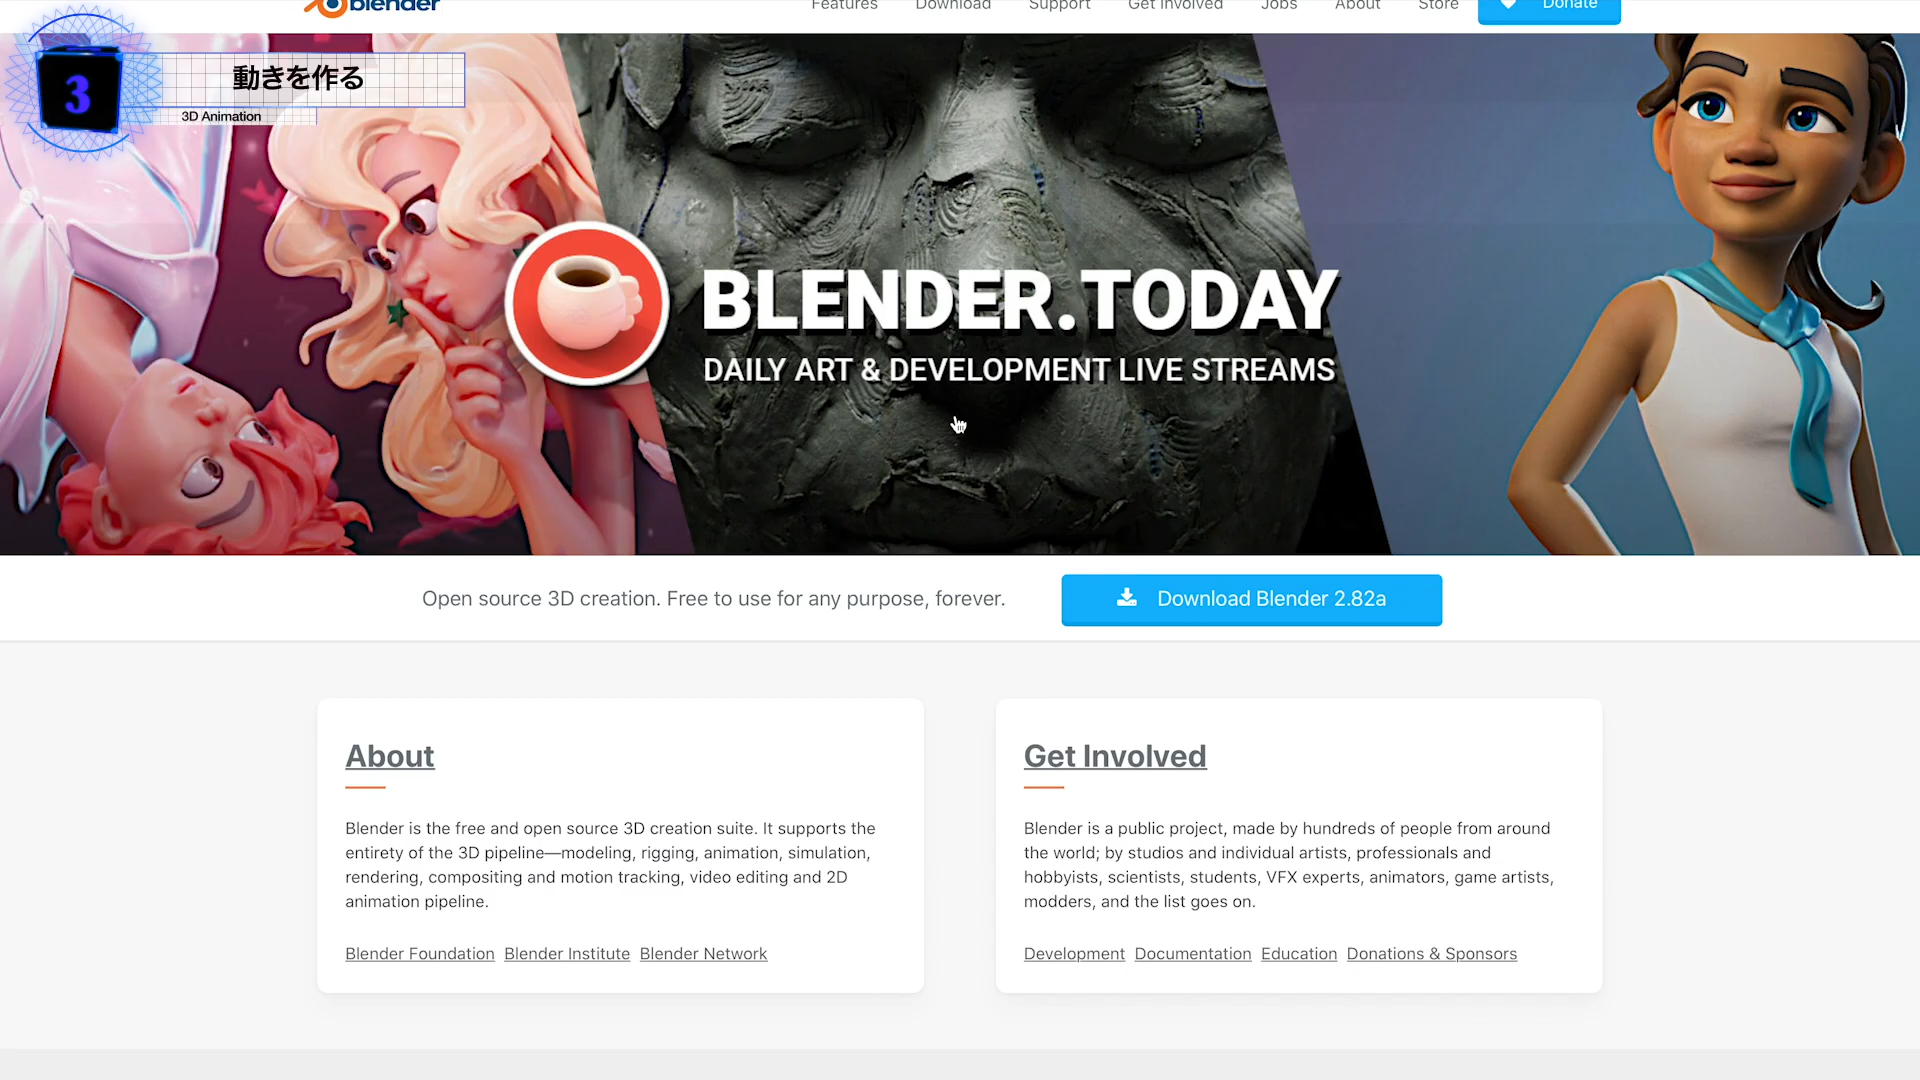 blender
Features Download Support Get Involved Jobs About Store Donate
3
動きを作る
3D Animation
BLENDER.TODAY
DAILY ART & DEVELOPMENT LIVE STREAMS
Open source 3D creation. Free to use for any purpose, forever.
Download Blender 2.82a
About
Blender is the free and open source 3D creation suite. It supports the
entirety of the 3D pipeline—modeling, rigging, animation, simulation,
rendering, compositing and motion tracking, video editing and 2D
animation pipeline.
Blender Foundation Blender Institute Blender Network
Get Involved
Blender is a public project, made by hundreds of people from around
the world; by studios and individual artists, professionals and
hobbyists, scientists, students, VFX experts, animators, game artists,
modders, and the list goes on.
Development Documentation Education Donations & Sponsors